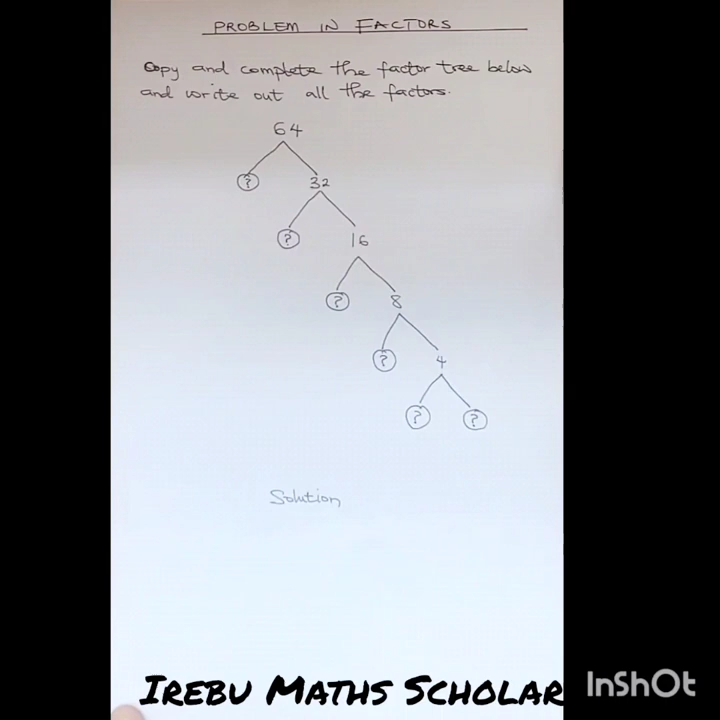 PROBLEM IN FACTORS
Copy and complete the factor tree below
and write out all the factors.
64
? 32
? 16
? 8
? 4
? ?
Solution
IREBU MATHS SCHOLAR
InShOt